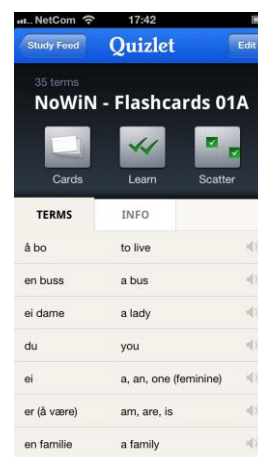 NetCom 17:42
Study Feed Quizlet Edit
35 terms
NoWiN - Flashcards 01A
Cards Learn Scatter
TERMS INFO
å bo to live
en buss a bus
ei dame a lady
du you
ei a, an, one (feminine)
er (å være) am, are, is
en familie a family